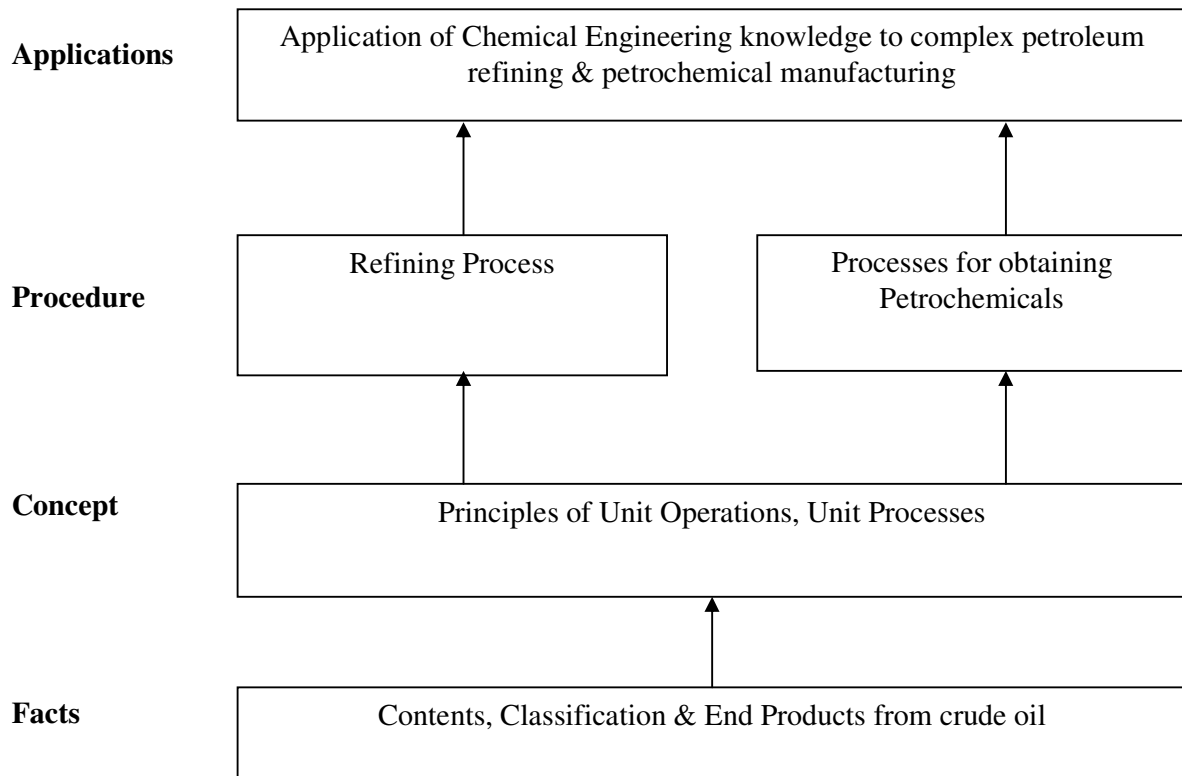 Applications
Application of Chemical Engineering knowledge to complex petroleum
refining & petrochemical manufacturing
Procedure
Refining Process
Processes for obtaining
Petrochemicals
Concept
Principles of Unit Operations, Unit Processes
Facts
Contents, Classification & End Products from crude oil